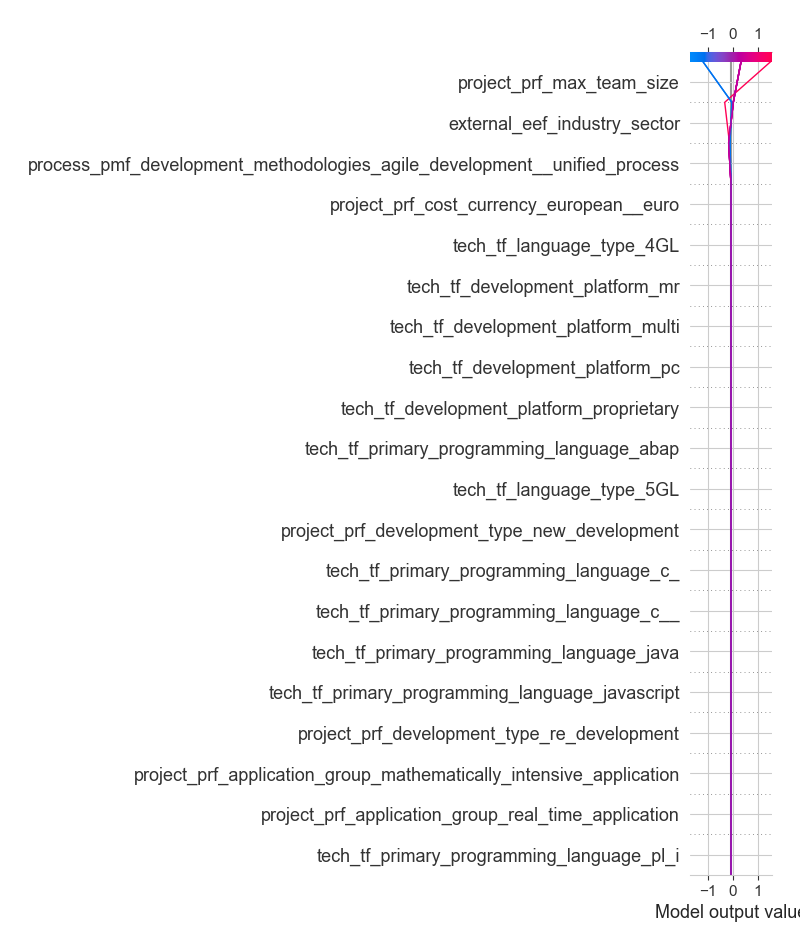 −1 0 1
project_prf_max_team_size
external_eef_industry_sector
process_pmf_development_methodologies_agile_development__unified_process
project_prf_cost_currency_european__euro
tech_tf_language_type_4GL
tech_tf_development_platform_mr
tech_tf_development_platform_multi
tech_tf_development_platform_pc
tech_tf_development_platform_proprietary
tech_tf_primary_programming_language_abap
tech_tf_language_type_5GL
project_prf_development_type_new_development
tech_tf_primary_programming_language_c_
tech_tf_primary_programming_language_c__
tech_tf_primary_programming_language_java
tech_tf_primary_programming_language_javascript
project_prf_development_type_re_development
project_prf_application_group_mathematically_intensive_application
project_prf_application_group_real_time_application
tech_tf_primary_programming_language_pl_i
−1 0 1
Model output value